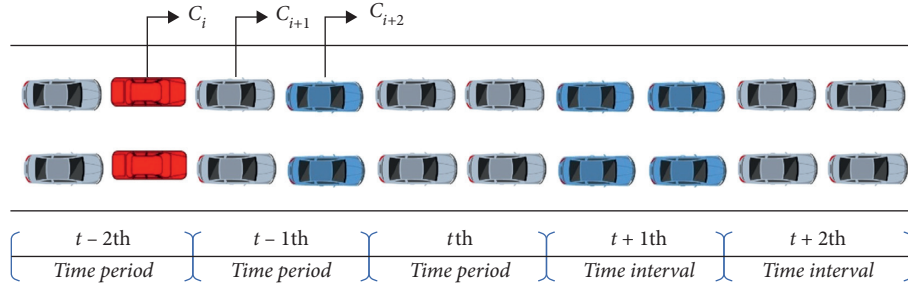 C_i C_{i+1} C_{i+2}
t – 2th t – 1th t th t + 1th t + 2th
Time period Time period Time period Time interval Time interval